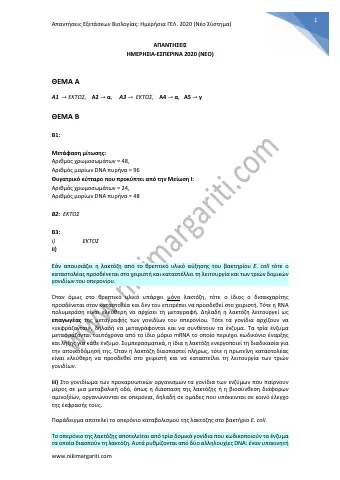 Απαντήσεις Εξετάσεων Βιολογίας: Ημερήσια ΓΕΛ. 2020 (Νέο Σύστημα)
1
ΑΠΑΝΤΗΣΕΙΣ
ΗΜΕΡΗΣΙΑ-ΕΣΠΕΡΙΝΑ 2020 (ΝΕΟ)
ΘΕΜΑ Α
Α1 → ΕΚΤΟΣ, Α2 → α, Α3 → ΕΚΤΟΣ, Α4 → α, Α5 → γ
ΘΕΜΑ Β
Β1:
Μετάφαση μίτωσης:
Αριθμός χρωμοσωμάτων = 48,
Αριθμός μορίων DNA πυρήνα = 96
Θυγατρικό κύτταρο που προκύπτει από την Μείωση Ι:
Αριθμός χρωμοσωμάτων = 24,
Αριθμός μορίων DNA πυρήνα = 48
Β2: ΕΚΤΟΣ
Β3:
i) ΕΚΤΟΣ
ii)
Εάν απουσιάζει η λακτόζη από το θρεπτικό υλικό αύξησης του βακτηρίου E. coli τότε ο
καταστολέας προσδένεται στο χειριστή και καταστέλλει τη λειτουργία και των τριών δομικών
γονιδίων του οπερονίου.
Όταν όμως στο θρεπτικό υλικό υπάρχει μόνο λακτόζη, τότε ο ίδιος ο δισακχαρίτης
προσδένεται στον καταστολέα και δεν του επιτρέπει να προσδεθεί στο χειριστή. Τότε η RNA
πολυμεράση είναι ελεύθερη να αρχίσει τη μεταγραφή. Δηλαδή η λακτόζη λειτουργεί ως
επαγωγέας της μεταγραφής των γονιδίων του οπερονίου. Τότε τα γονίδια αρχίζουν να
«εκφράζονται», δηλαδή να μεταγράφονται και να συνθέτουν τα ένζυμα. Τα τρία ένζυμα
μεταφράζονται ταυτόχρονα από το ίδιο μόριο mRNA το οποίο περιέχει κωδικόνιο έναρξης
και λήξης για κάθε ένζυμο. Συμπερασματικά, η ίδια η λακτόζη ενεργοποιεί τη διαδικασία για
την αποικοδόμησή της. Όταν η λακτόζη διασπαστεί πλήρως, τότε η πρωτεΐνη καταστολέας
είναι ελεύθερη να προσδεθεί στο χειριστή και να καταστείλει τη λειτουργία των τριών
γονιδίων.
iii) Στο γονιδίωμα των προκαρυωτικών οργανισμών τα γονίδια των ενζύμων που παίρνουν
μέρος σε μια μεταβολική οδό, όπως η διάσπαση της λακτόζης ή η βιοσύνθεση διάφορων
αμινοξέων, οργανώνονται σε οπερόνια, δηλαδή σε ομάδες που υπόκεινται σε κοινό έλεγχο
της έκφρασής τους.
Παράδειγμα αποτελεί το οπερόνιο καταβολισμού της λακτόζης στο βακτήριο E. coli.
Το οπερόνιο της λακτόζης αποτελείται από τρία δομικά γονίδια που κωδικοποιούν τα ένζυμα
τα οποία διασπούν τη λακτόζη. Αυτά ρυθμίζονται από δύο αλληλουχίες DNA: έναν υποκινητή
www.nikimargariti.com
www.nikimargariti.com